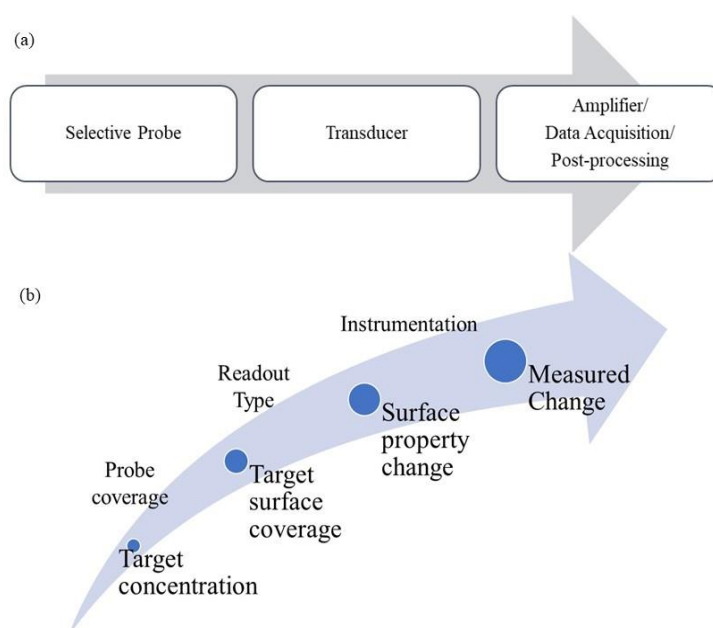 (a)
Selective Probe
Transducer
Amplifier/
Data Acquisition/
Post-processing
(b)
Instrumentation
Measured
Change
Readout
Type
Surface
property
change
Probe
coverage
Target
surface
coverage
Target
concentration